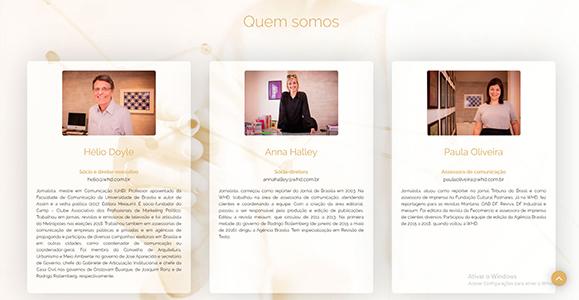 Quem somos
Hélio Doyle
Sócio e diretor executivo
helio@whd.com.br
Jornalista, mestre em Comunicação (UnB). Professor aposentado da
Faculdade de Comunicação da Universidade de Brasília e autor de
Assim é a velha política (2017, Editora Meiaum). É sócio-fundador do
Camp – Clube Associativo dos Profissionais de Marketing Político.
Trabalhou em jornais, revistas e emissoras de televisão e foi articulista
do Metrópoles nas eleições 2018. Trabalhou também em assessorias de
comunicação de empresas públicas e privadas e em agências de
propaganda e participou de diversas campanhas eleitorais em Brasília e
em outras cidades, como coordenador de comunicação ou
coordenador-geral. Foi membro do Conselho de Arquitetura,
Urbanismo e Meio Ambiente no governo de José Aparecido e secretário
de Governo, chefe do Gabinete de Articulação Institucional e chefe da
Casa Civil nos governos de Cristovam Buarque, de Joaquim Roriz e de
Rodrigo Rollemberg, respectivamente.
Anna Halley
Sócia-diretora
annahalley@whd.com.br
Jornalista, começou como repórter do Jornal de Brasília em 2003. Na
WHD, trabalhou na área de assessoria de comunicação, atendendo
clientes e coordenando a equipe. Com a criação da área editorial
passou a ser responsável pela produção e edição de publicações.
Editou a revista meiaum, que circulou de 2011 a 2013. Na primeira
metade do governo de Rodrigo Rollemberg (de janeiro de 2015 a maio
de 2016), dirigiu a Agência Brasília. Tem especialização em Revisão de
Texto.
Paula Oliveira
Assessora de comunicação
paulaoliveira@whd.com.br
Jornalista, atuou como repórter no jornal Tribuna do Brasil e como
assessora de imprensa na Fundação Cultural Palmares. Já na WHD, fez
reportagens para as revistas Plano, OAB DF, Renva, DF Industrial e
meiaum. Foi editora da revista da Fecomércio e assessora de imprensa
de clientes diversos. Participou da equipe de edição da Agência Brasília
de 2015 a 2018, quando voltou à WHD.
Ativar o Windows
Acesse Configurações para ativar o Windows.